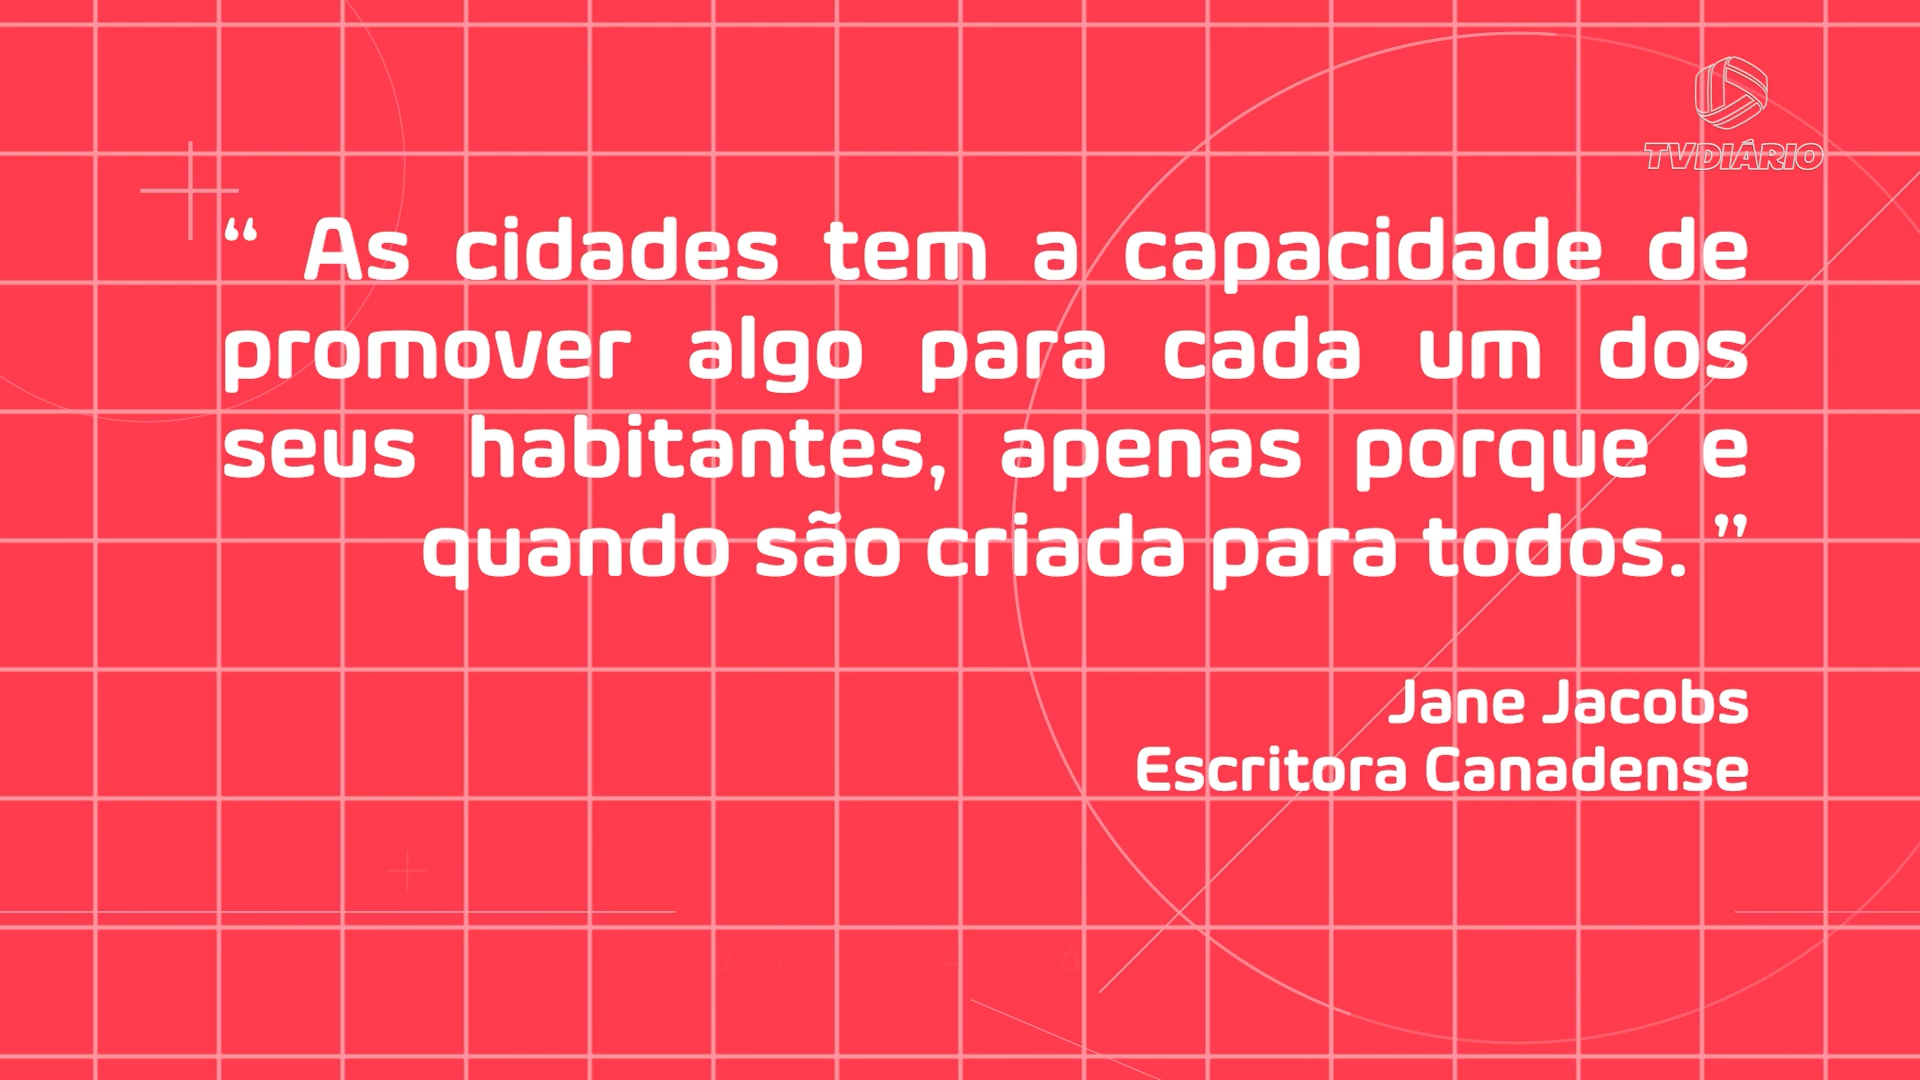 TVDIÁRIO
“ As cidades tem a capacidade de
promover algo para cada um dos
seus habitantes, apenas porque e
quando são criada para todos. ”
Jane Jacobs
Escritora Canadense